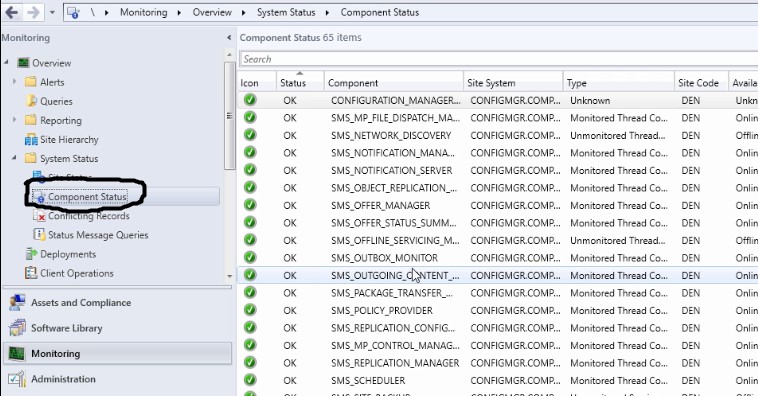 \ Monitoring Overview System Status Component Status
Monitoring
Overview
Alerts
Queries
Reporting
Site Hierarchy
System Status
Site Status
Component Status
Conflicting Records
Status Message Queries
Deployments
Client Operations
Assets and Compliance
Software Library
Monitoring
Administration
Component Status 65 items
Search
Icon Status Component Site System Type Site Code Availa
OK CONFIGURATION_MANAGER... CONFIGMGR.COMP... Unknown DEN Unkn
OK SMS_MP_FILE_DISPATCH_MA... CONFIGMGR.COMP... Monitored Thread Co... DEN Onlin
OK SMS_NETWORK_DISCOVERY CONFIGMGR.COMP... Unmonitored Thread... DEN Offlin
OK SMS_NOTIFICATION_MANA... CONFIGMGR.COMP... Monitored Thread Co... DEN Onlin
OK SMS_NOTIFICATION_SERVER CONFIGMGR.COMP... Monitored Thread Co... DEN Onlin
OK SMS_OBJECT_REPLICATION_... CONFIGMGR.COMP... Monitored Thread Co... DEN Onlin
OK SMS_OFFER_MANAGER CONFIGMGR.COMP... Monitored Thread Co... DEN Onlin
OK SMS_OFFER_STATUS_SUMM... CONFIGMGR.COMP... Monitored Thread Co... DEN Onlin
OK SMS_OFFLINE_SERVICING_M... CONFIGMGR.COMP... Unmonitored Thread... DEN Offlin
OK SMS_OUTBOX_MONITOR CONFIGMGR.COMP... Monitored Thread Co... DEN Onlin
OK SMS_OUTGOING_CONTENT_... CONFIGMGR.COMP... Monitored Thread Co... DEN Onlin
OK SMS_PACKAGE_TRANSFER_... CONFIGMGR.COMP... Monitored Thread Co... DEN Onlin
OK SMS_POLICY_PROVIDER CONFIGMGR.COMP... Monitored Thread Co... DEN Onlin
OK SMS_REPLICATION_CONFIG... CONFIGMGR.COMP... Monitored Thread Co... DEN Onlin
OK SMS_MP_CONTROL_MANAG... CONFIGMGR.COMP... Monitored Thread Co... DEN Onlin
OK SMS_REPLICATION_MANAGER CONFIGMGR.COMP... Monitored Thread Co... DEN Onlin
OK SMS_SCHEDULER CONFIGMGR.COMP... Monitored Thread Co... DEN Onlin